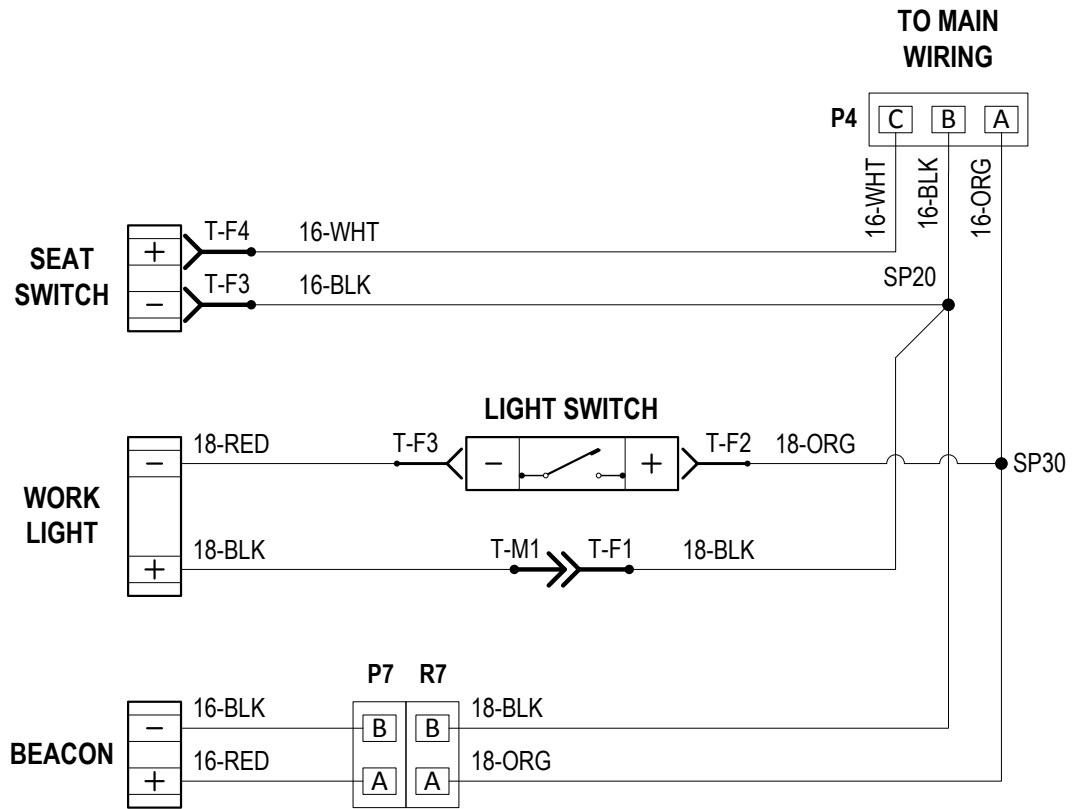 TO MAIN
WIRING
P4 C B A
16-WHT 16-BLK 16-ORG
SEAT
SWITCH
+ T-F4 16-WHT
- T-F3 16-BLK
SP20
LIGHT SWITCH
WORK
LIGHT
- 18-RED T-F3 - + T-F2 18-ORG SP30
+ 18-BLK T-M1 T-F1 18-BLK
P7 R7
BEACON
- 16-BLK B B 18-BLK
+ 16-RED A A 18-ORG